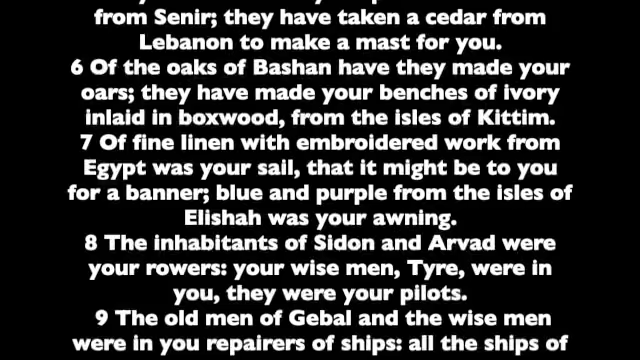 from Senir; they have taken a cedar from
Lebanon to make a mast for you.
6 Of the oaks of Bashan have they made your
oars; they have made your benches of ivory
inlaid in boxwood, from the isles of Kittim.
7 Of fine linen with embroidered work from
Egypt was your sail, that it might be to you
for a banner; blue and purple from the isles of
Elishah was your awning.
8 The inhabitants of Sidon and Arvad were
your rowers: your wise men, Tyre, were in
you, they were your pilots.
9 The old men of Gebal and the wise men
were in you repairers of ships: all the ships of